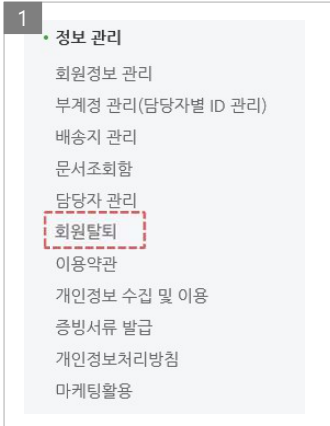 1
• 정보 관리
회원정보 관리
부계정 관리(담당자별 ID 관리)
배송지 관리
문서조회함
담당자 관리
회원탈퇴
이용약관
개인정보 수집 및 이용
증빙서류 발급
개인정보처리방침
마케팅활용